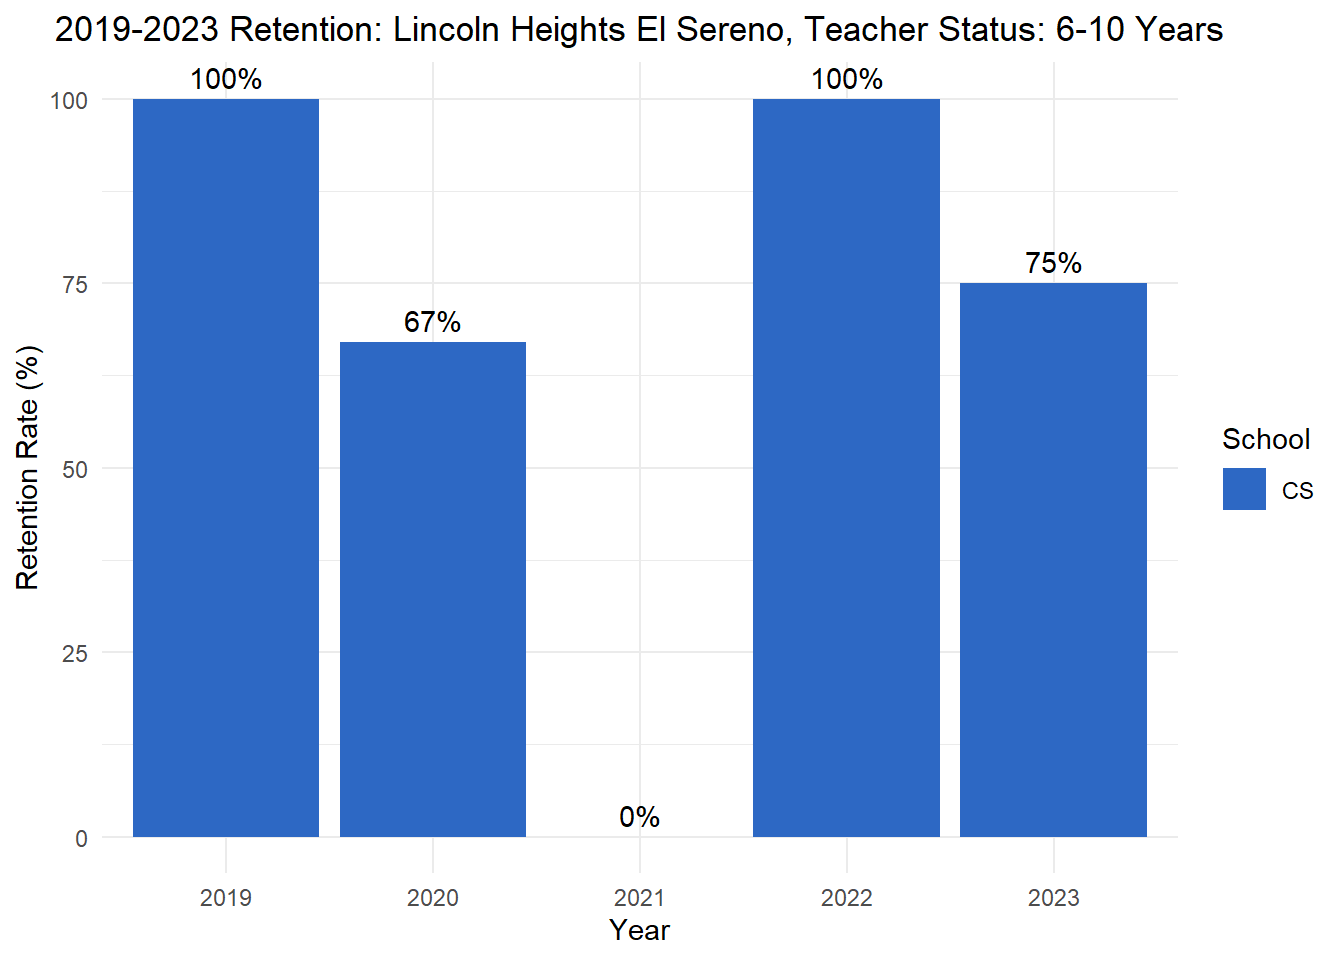 2019-2023 Retention: Lincoln Heights El Sereno, Teacher Status: 6-10 Years
100%
100%
100
75%
75
67%
Retention Rate (%)
School
CS
50
25
0%
0
2019 2020 2021 2022 2023
Year